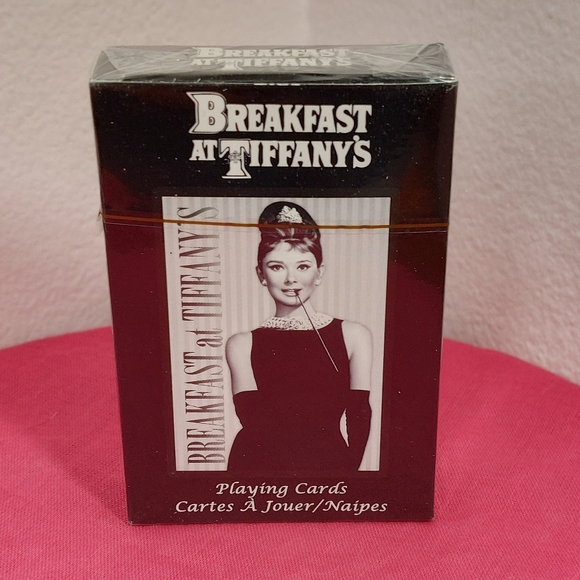 BREAKFAST
AT TIFFANY'S
BREAKFAST
AT TIFFANY'S
BREAKFAST at TIFFANY'S
Playing Cards
Cartes À Jouer/Naipes